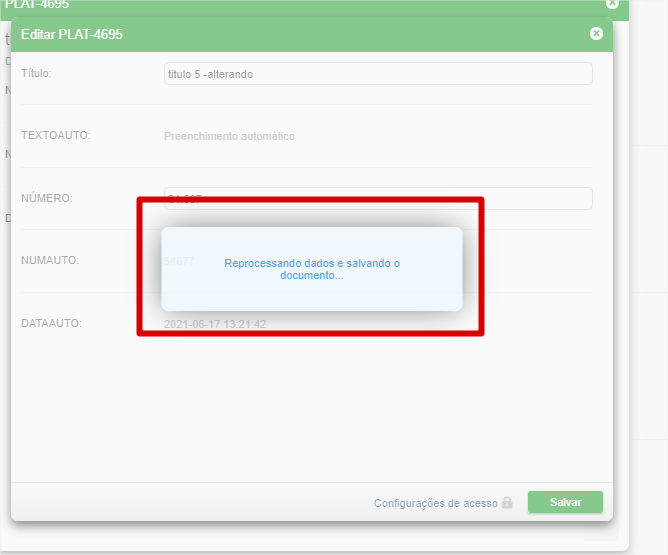 PLAT-4695
Editar PLAT-4695
Título:
titulo 5 -alterando
TEXTOAUTO:
Preenchimento automático
NÚMERO:
NUMAUTO:
54677
Reprocessando dados e salvando o
documento...
DATAAUTO:
2021-06-17 13:21:42
Configurações de acesso
Salvar